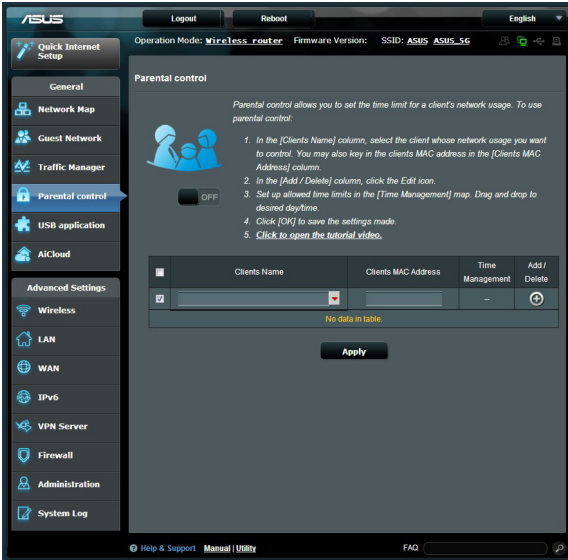 ASUS
Logout
Reboot
English
Quick Internet
Setup
Operation Mode: Wireless router Firmware Version: SSID: ASUS ASUS_5G
General
Network Map
Guest Network
Traffic Manager
Parental control
USB application
AiCloud
Advanced Settings
Wireless
LAN
WAN
IPv6
VPN Server
Firewall
Administration
System Log
Parental control
Parental control allows you to set the time limit for a client's network usage. To use
parental control:
1. In the [Clients Name] column, select the client whose network usage you want
to control. You may also key in the clients MAC address in the [Clients MAC
Address] column.
2. In the [Add / Delete] column, click the Edit icon.
3. Set up allowed time limits in the [Time Management] map. Drag and drop to
desired day/time.
4. Click [OK] to save the settings made.
5. Click to open the tutorial video.
OFF
Clients Name
Clients MAC Address
Time
Management
Add /
Delete
--
No data in table.
Apply
Help & Support Manual | Utility
FAQ